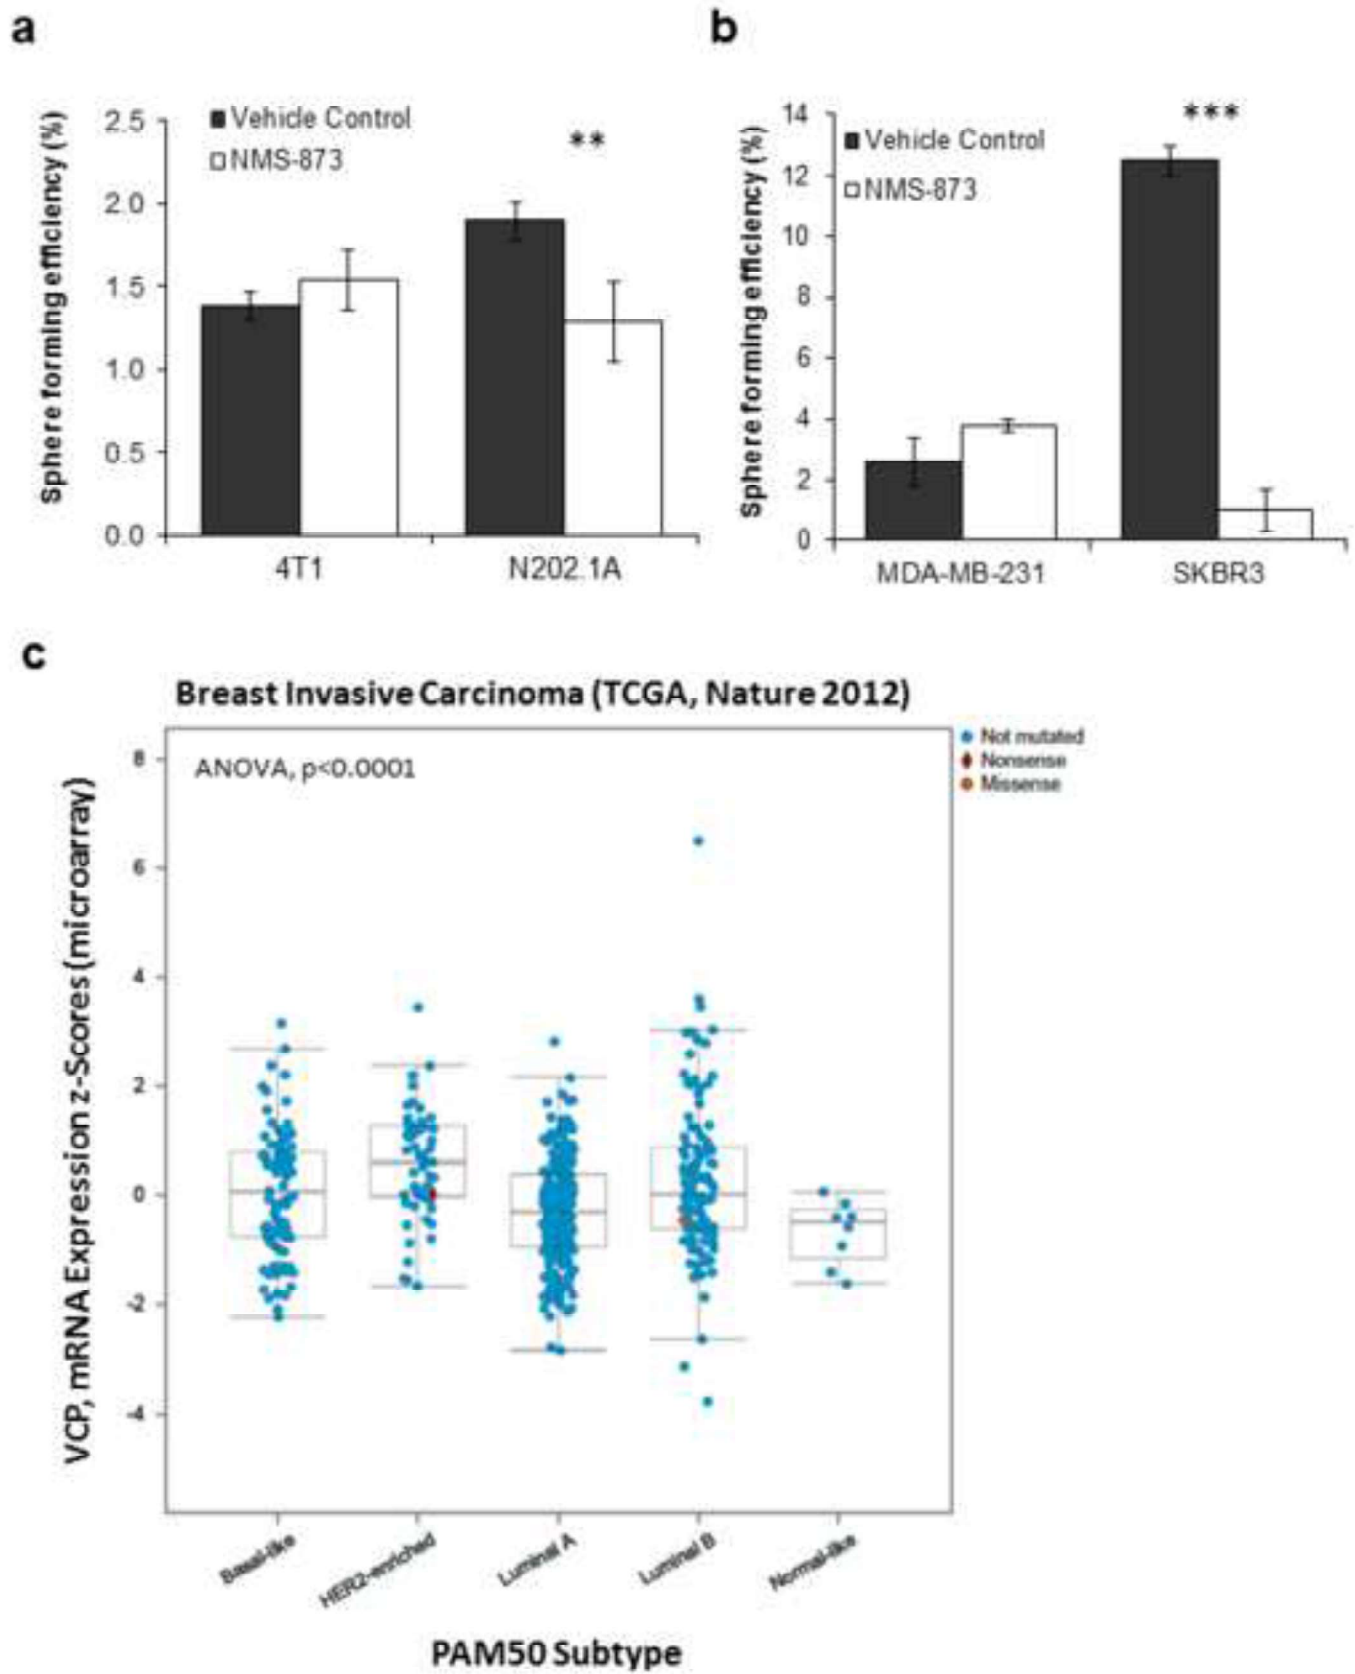 a
Sphere forming efficiency (%)
2.5
2.0
1.5
1.0
0.5
0.0
Vehicle Control
NMS-873
**
4T1
N202.1A
b
Sphere forming efficiency (%)
14
12
10
8
6
4
2
0
Vehicle Control
NMS-873
***
MDA-MB-231
SKBR3
c
Breast Invasive Carcinoma (TCGA, Nature 2012)
ANOVA, p<0.0001
Not mutated
Nonsense
Missense
VCP, mRNA Expression z-Scores (microarray)
8
6
4
2
0
-2
-4
Basal-like
HER2-enriched
Luminal A
Luminal B
Normal-like
PAM50 Subtype